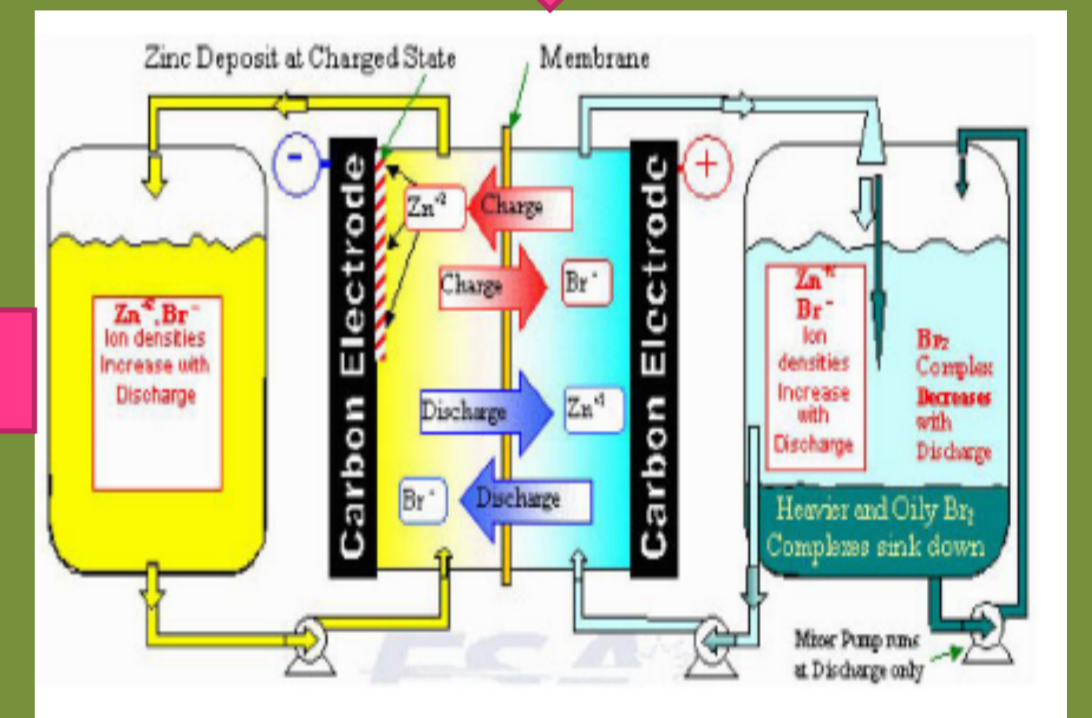 Zinc Deposit at Charged State
Membrane
-
+
Carbon Electrode
Carbon Electrode
Zn+2
Charge
Charge
Br -
Discharge
Zn+2
Br -
Discharge
Zn+2, Br -
Ion densities
Increase with
Discharge
Zn+2
Br -
Ion
densities
Increase
with
Discharge
Br2
Complex
Decreases
with
Discharge
Heavier and Oily Br2
Complexes sink down
Mixer Pump runs
at Discharge only
ESA